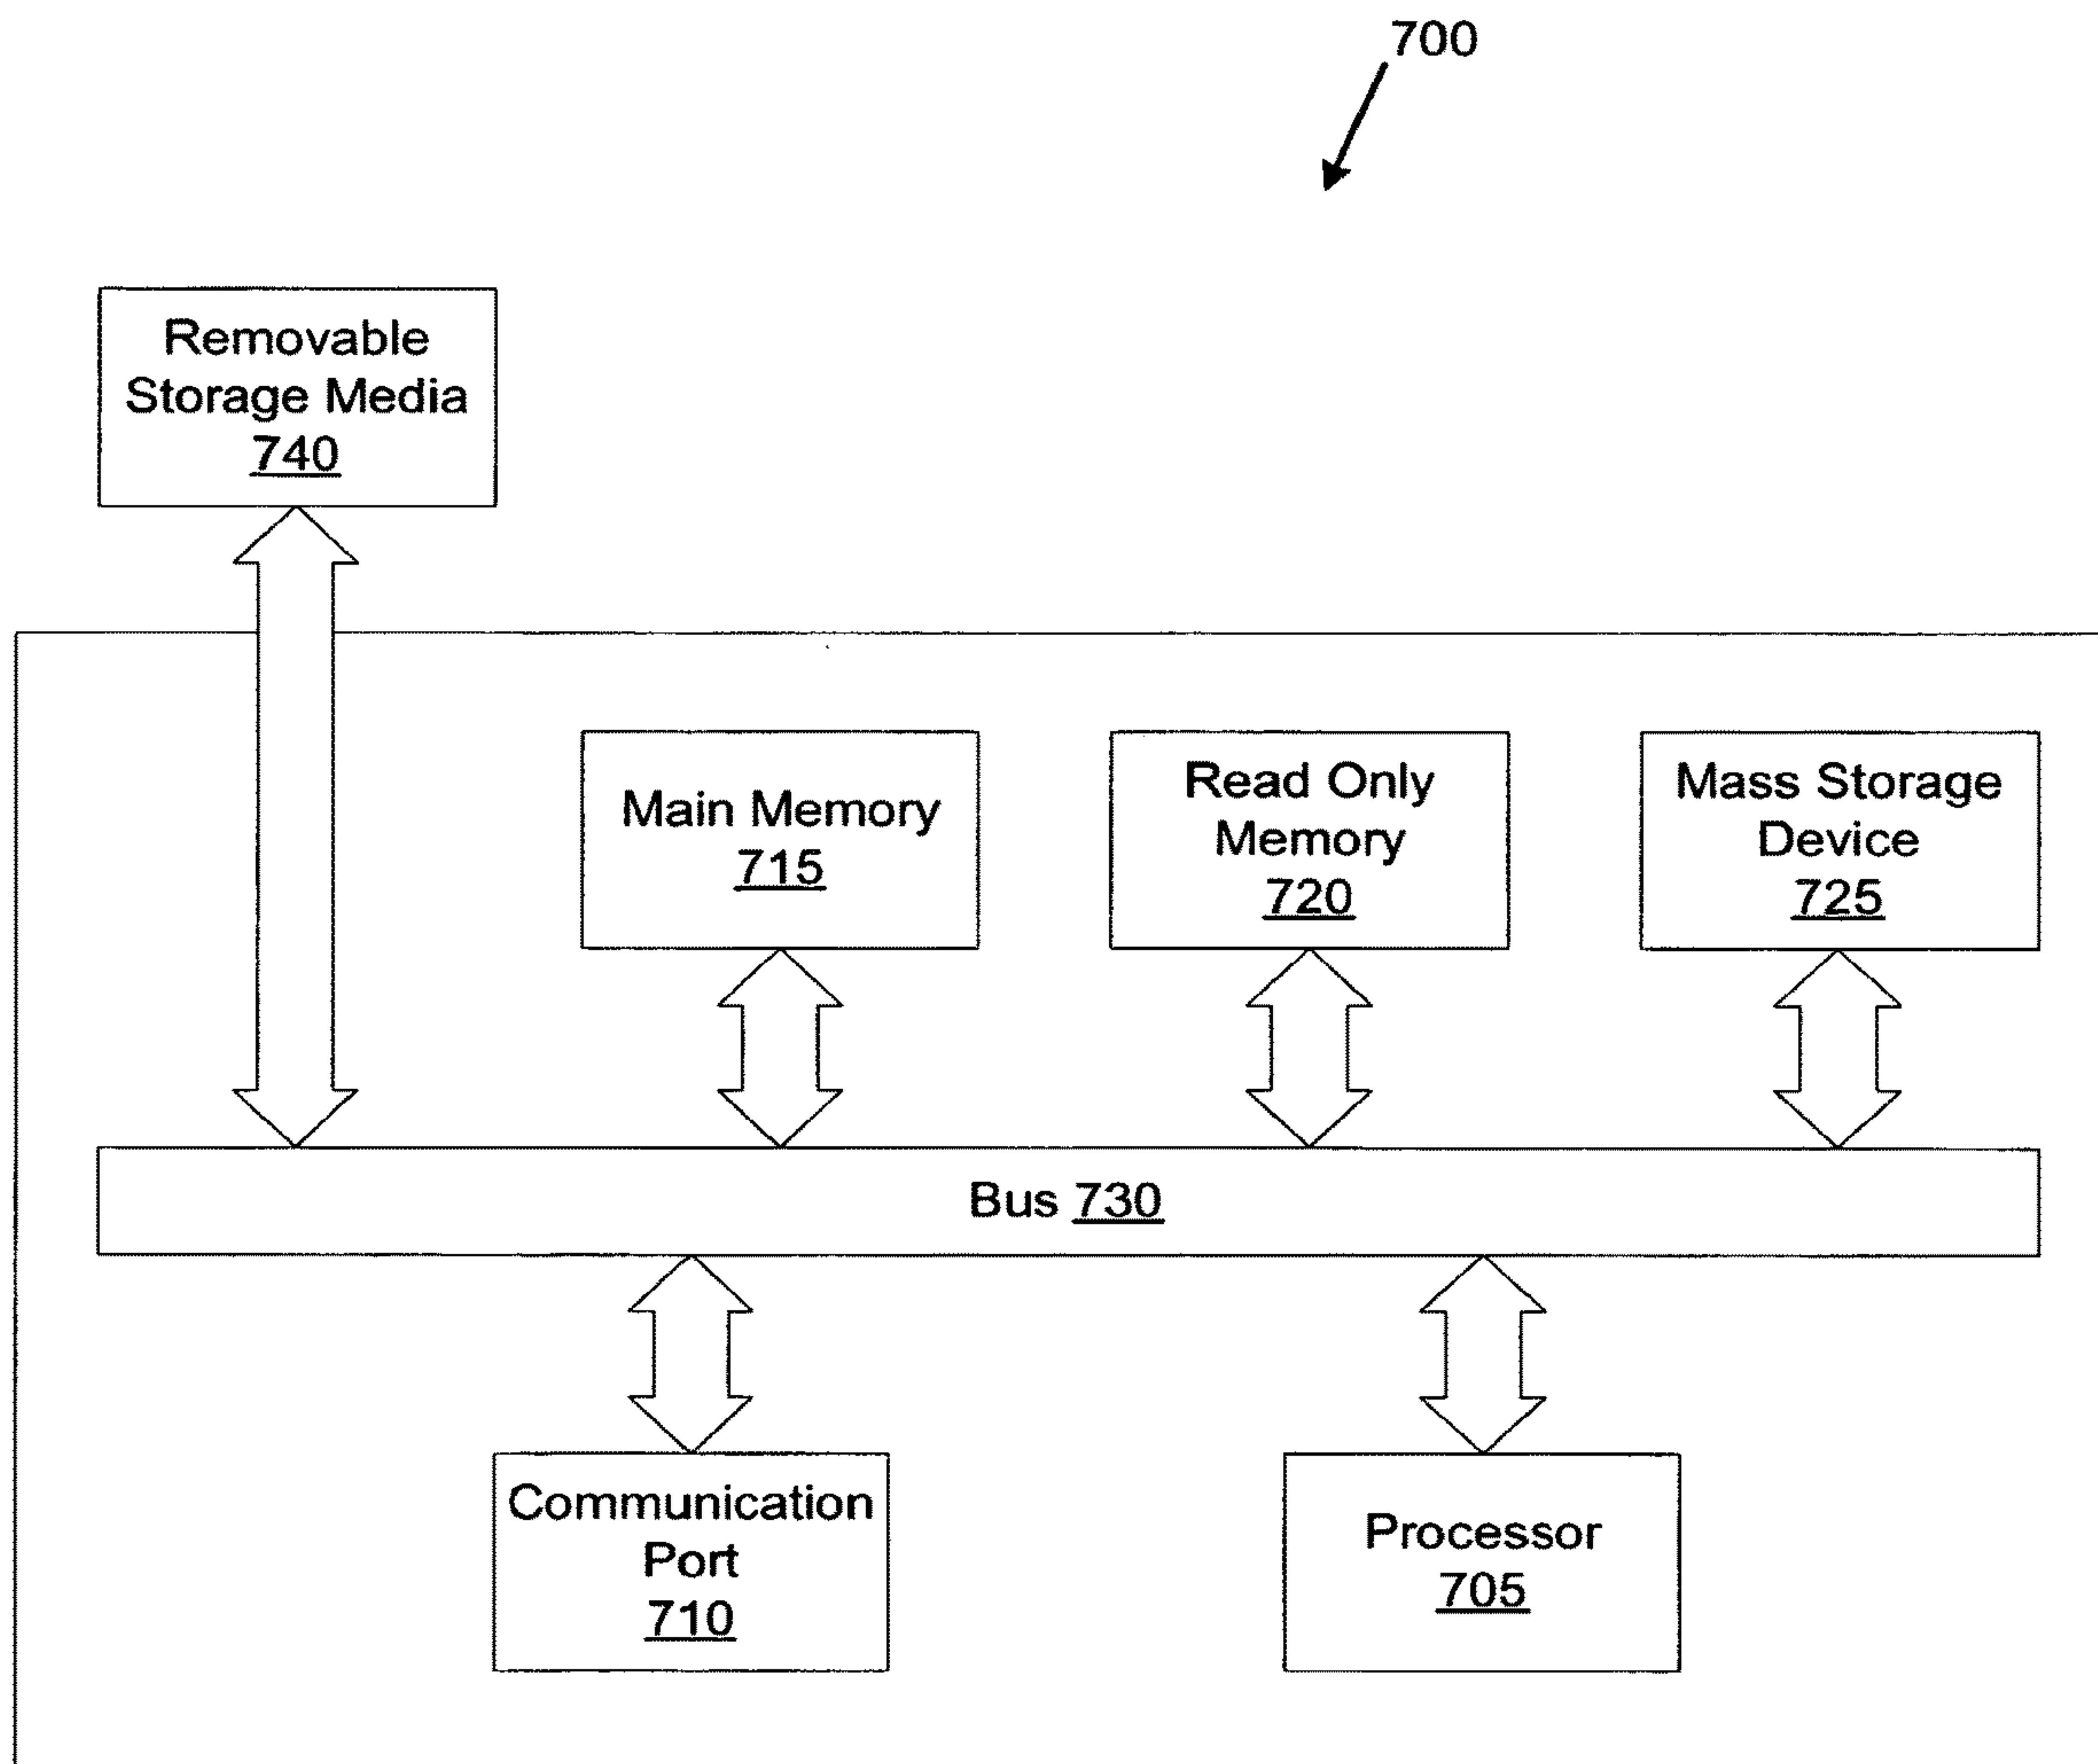 700
Removable
Storage Media
740
Main Memory
715
Read Only
Memory
720
Mass Storage
Device
725
Bus 730
Communication
Port
710
Processor
705